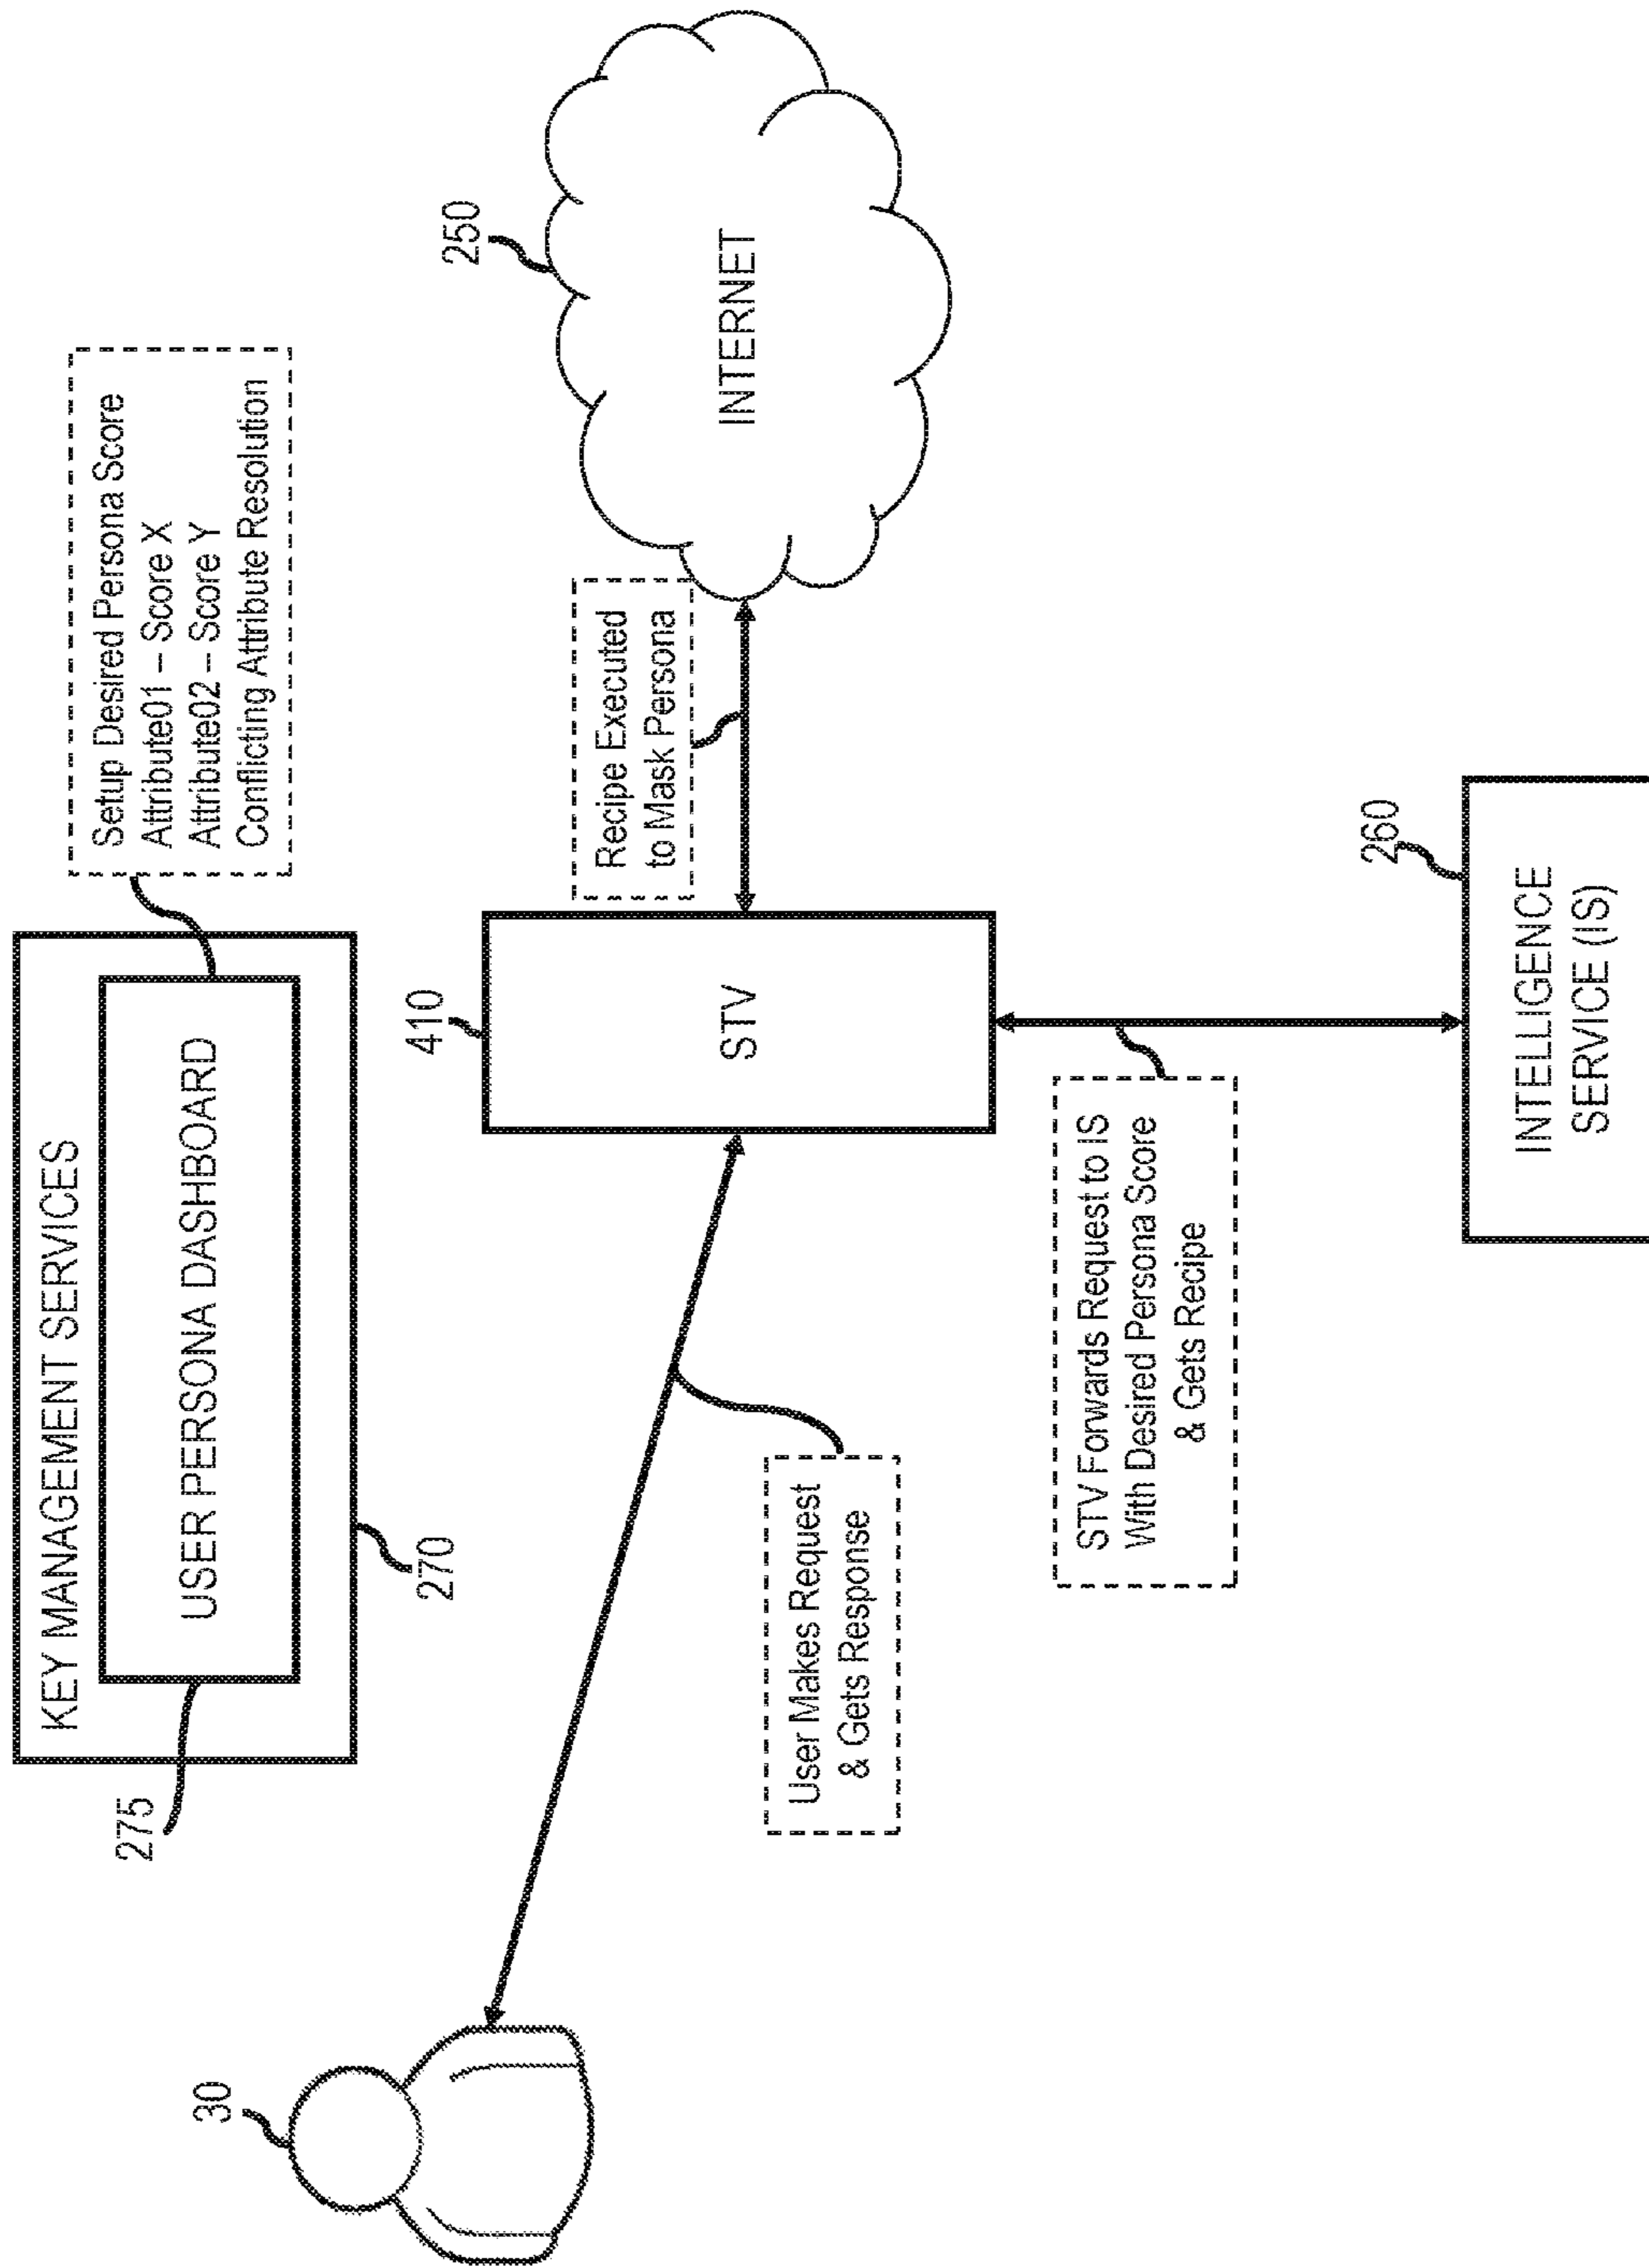 KEY MANAGEMENT SERVICES
USER PERSONA DASHBOARD
275
270
Setup Desired Persona Score
Attribute01 – Score X
Attribute02 – Score Y
Conflicting Attribute Resolution
30
410
STV
250
INTERNET
Recipe Executed
to Mask Persona
User Makes Request
& Gets Response
STV Forwards Request to IS
With Desired Persona Score
& Gets Recipe
260
INTELLIGENCE
SERVICE (IS)